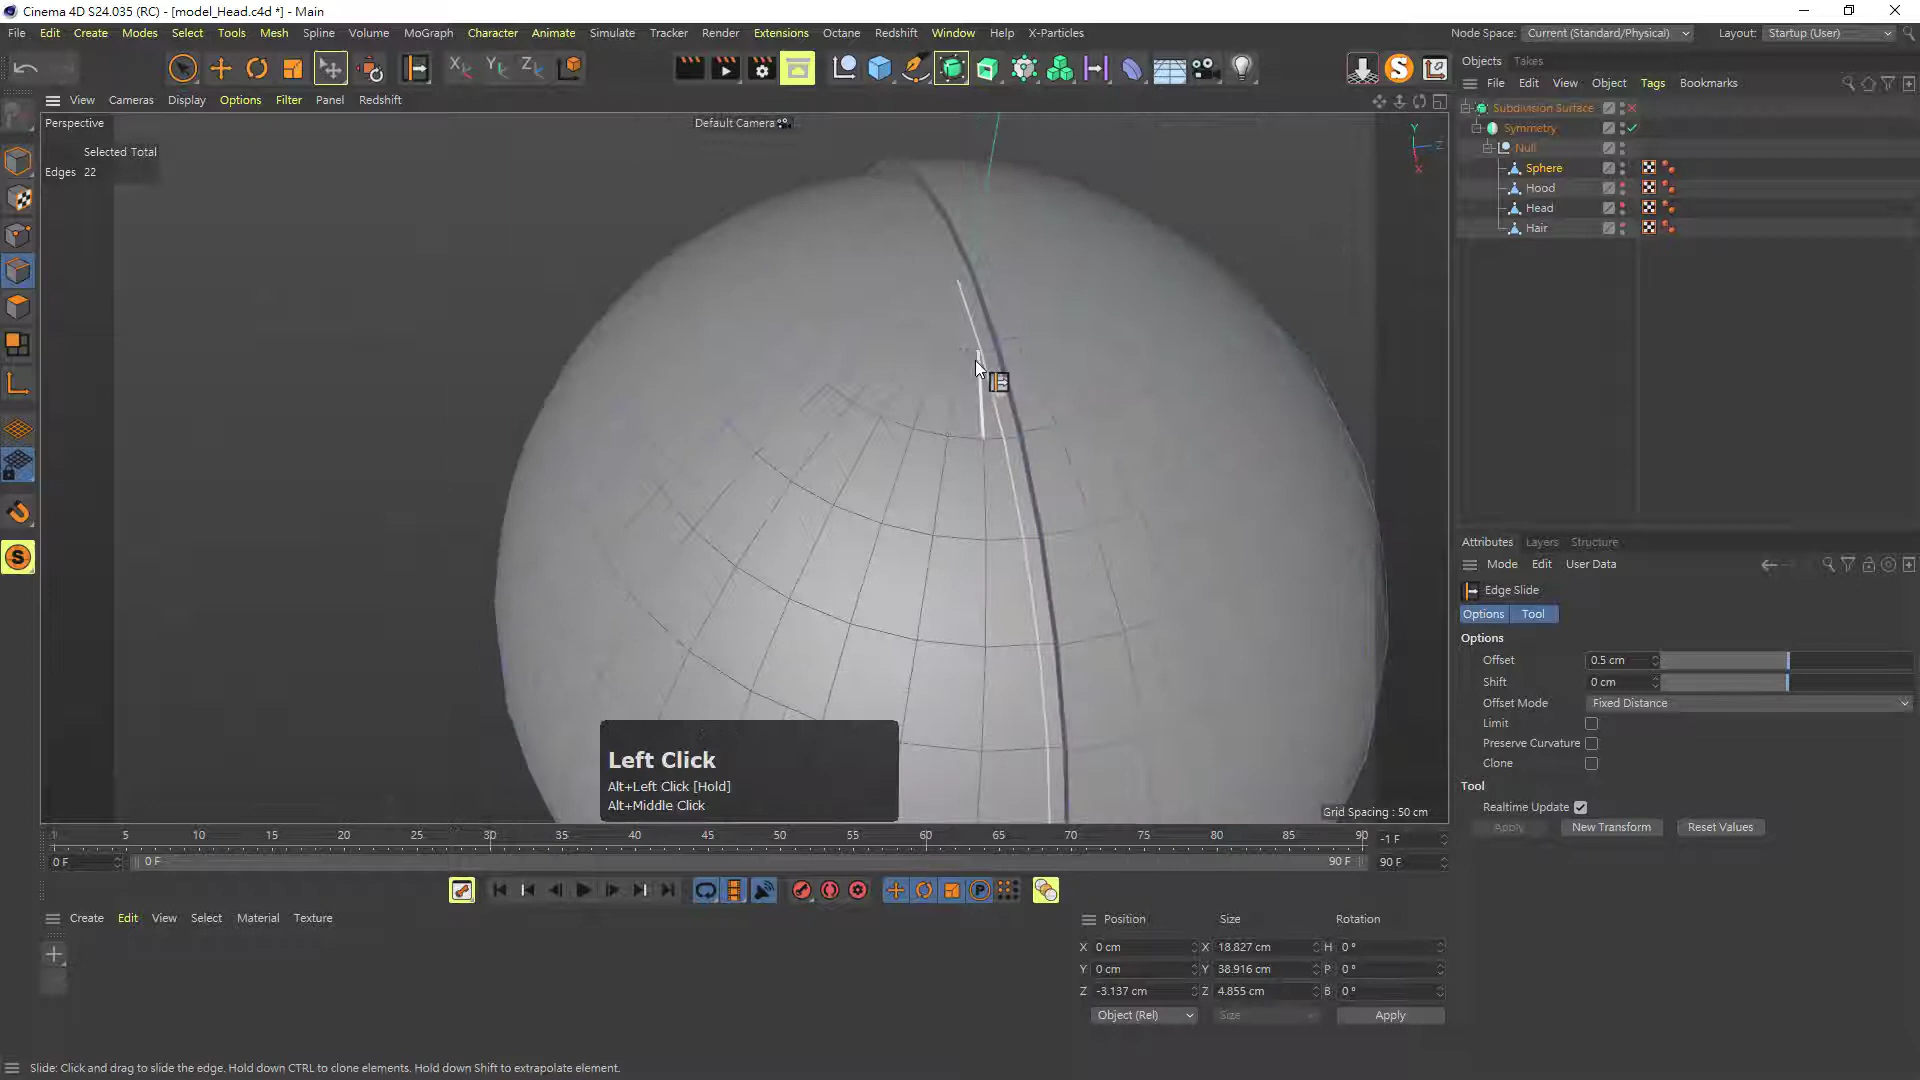 Cinema 4D S24.035 (RC) - [model_Head.c4d *] - Main
File Edit Create Modes Select Tools Mesh Spline Volume MoGraph Character Animate Simulate Tracker Render Extensions Octane Redshift Window Help X-Particles
Node Space: Current (Standard/Physical) Layout: Startup (User)
Objects Takes
File Edit View Object Tags Bookmarks
View Cameras Display Options Filter Panel Redshift
Perspective
Default Camera
Selected Total
Edges 22
Y
Z
X
Subdivision Surface
Symmetry
Null
Sphere
Hood
Head
Hair
Attributes Layers Structure
Mode Edit User Data
Edge Slide
Options Tool
Options
Offset 0.5 cm
Shift 0 cm
Offset Mode Fixed Distance
Limit
Preserve Curvature
Clone
Tool
Realtime Update
Apply New Transform Reset Values
Left Click
Alt+Left Click [Hold]
Alt+Middle Click
Grid Spacing : 50 cm
1 5 10 15 20 25 30 35 40 45 50 55 60 65 70 75 80 85 90 -1 F
0 F 0 F 90 F 90 F
Create Edit View Select Material Texture
Position Size Rotation
X 0 cm X 18.827 cm H 0 °
Y 0 cm Y 38.916 cm P 0 °
Z -3.137 cm Z 4.855 cm B 0 °
Object (Rel) Size Apply
Slide: Click and drag to slide the edge. Hold down CTRL to clone elements. Hold down Shift to extrapolate element.